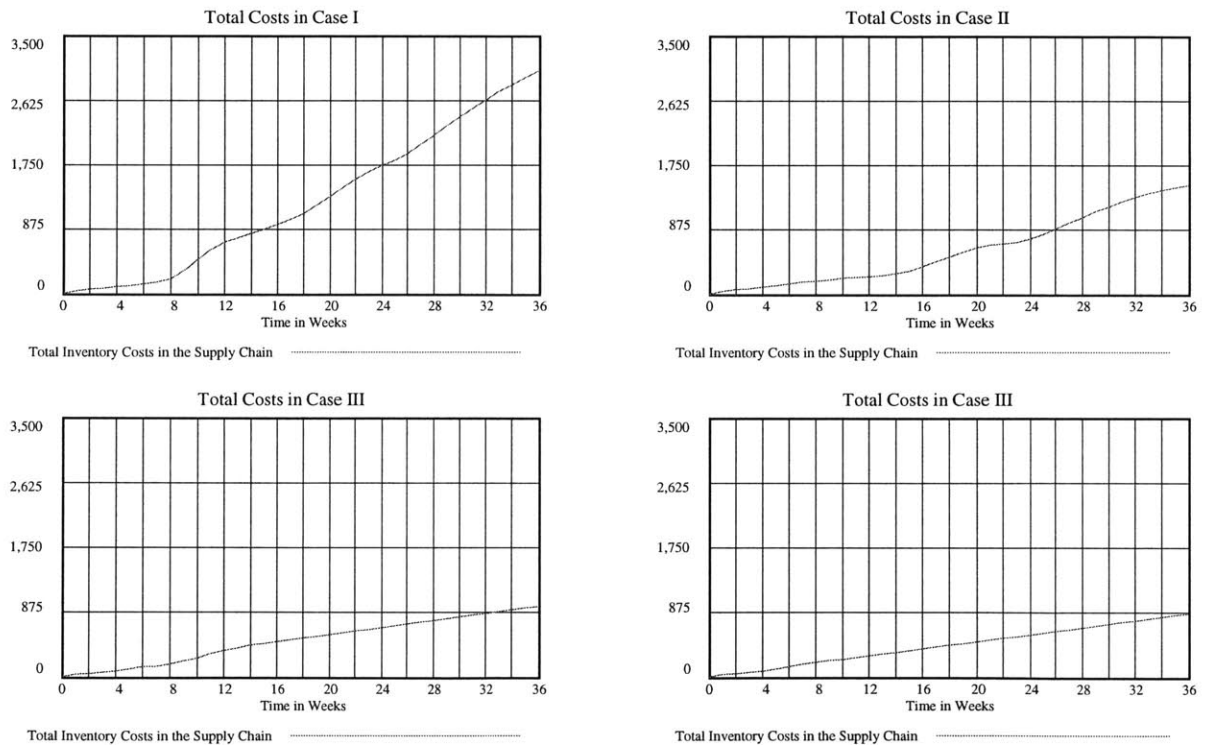 Total Costs in Case I
3,500
2,625
1,750
875
0
0 4 8 12 16 20 24 28 32 36
Time in Weeks
Total Inventory Costs in the Supply Chain
Total Costs in Case II
3,500
2,625
1,750
875
0
0 4 8 12 16 20 24 28 32 36
Time in Weeks
Total Inventory Costs in the Supply Chain
Total Costs in Case III
3,500
2,625
1,750
875
0
0 4 8 12 16 20 24 28 32 36
Time in Weeks
Total Inventory Costs in the Supply Chain
Total Costs in Case III
3,500
2,625
1,750
875
0
0 4 8 12 16 20 24 28 32 36
Time in Weeks
Total Inventory Costs in the Supply Chain